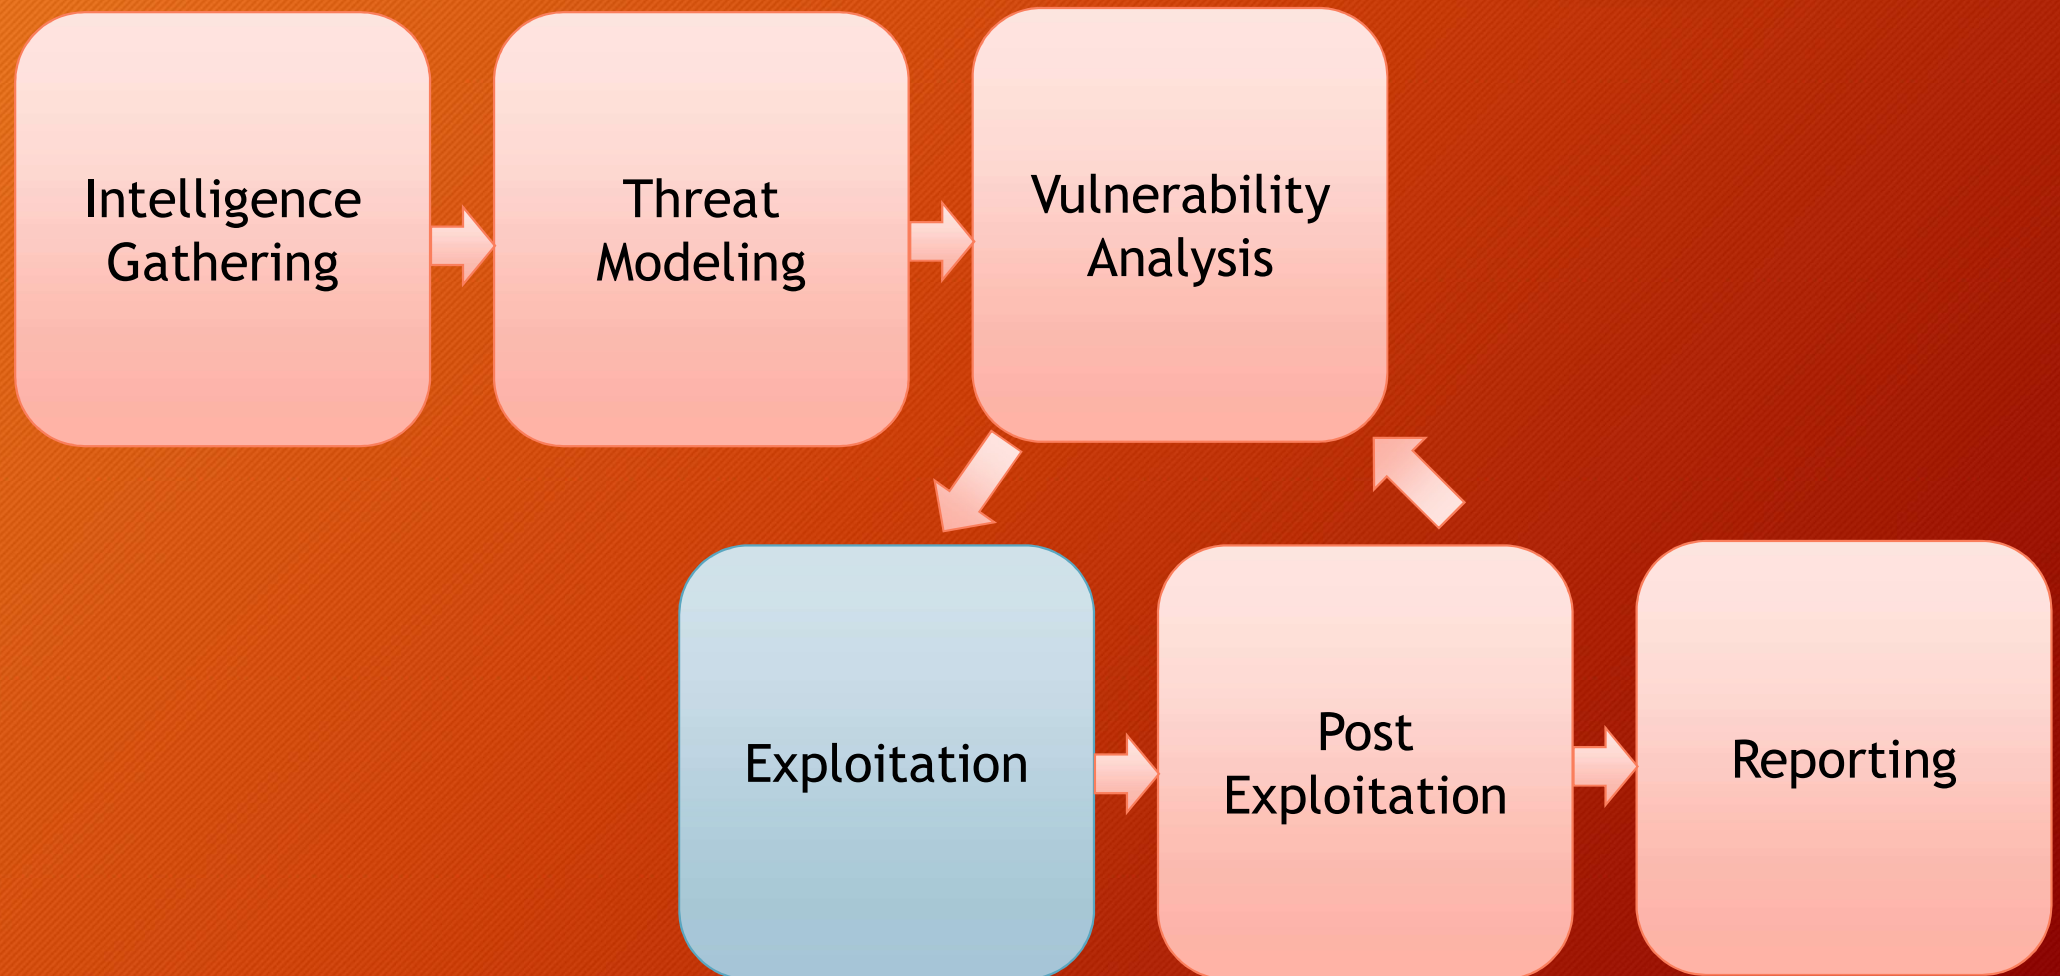 Intelligence
Gathering
Threat
Modeling
Vulnerability
Analysis
Exploitation
Post
Exploitation
Reporting